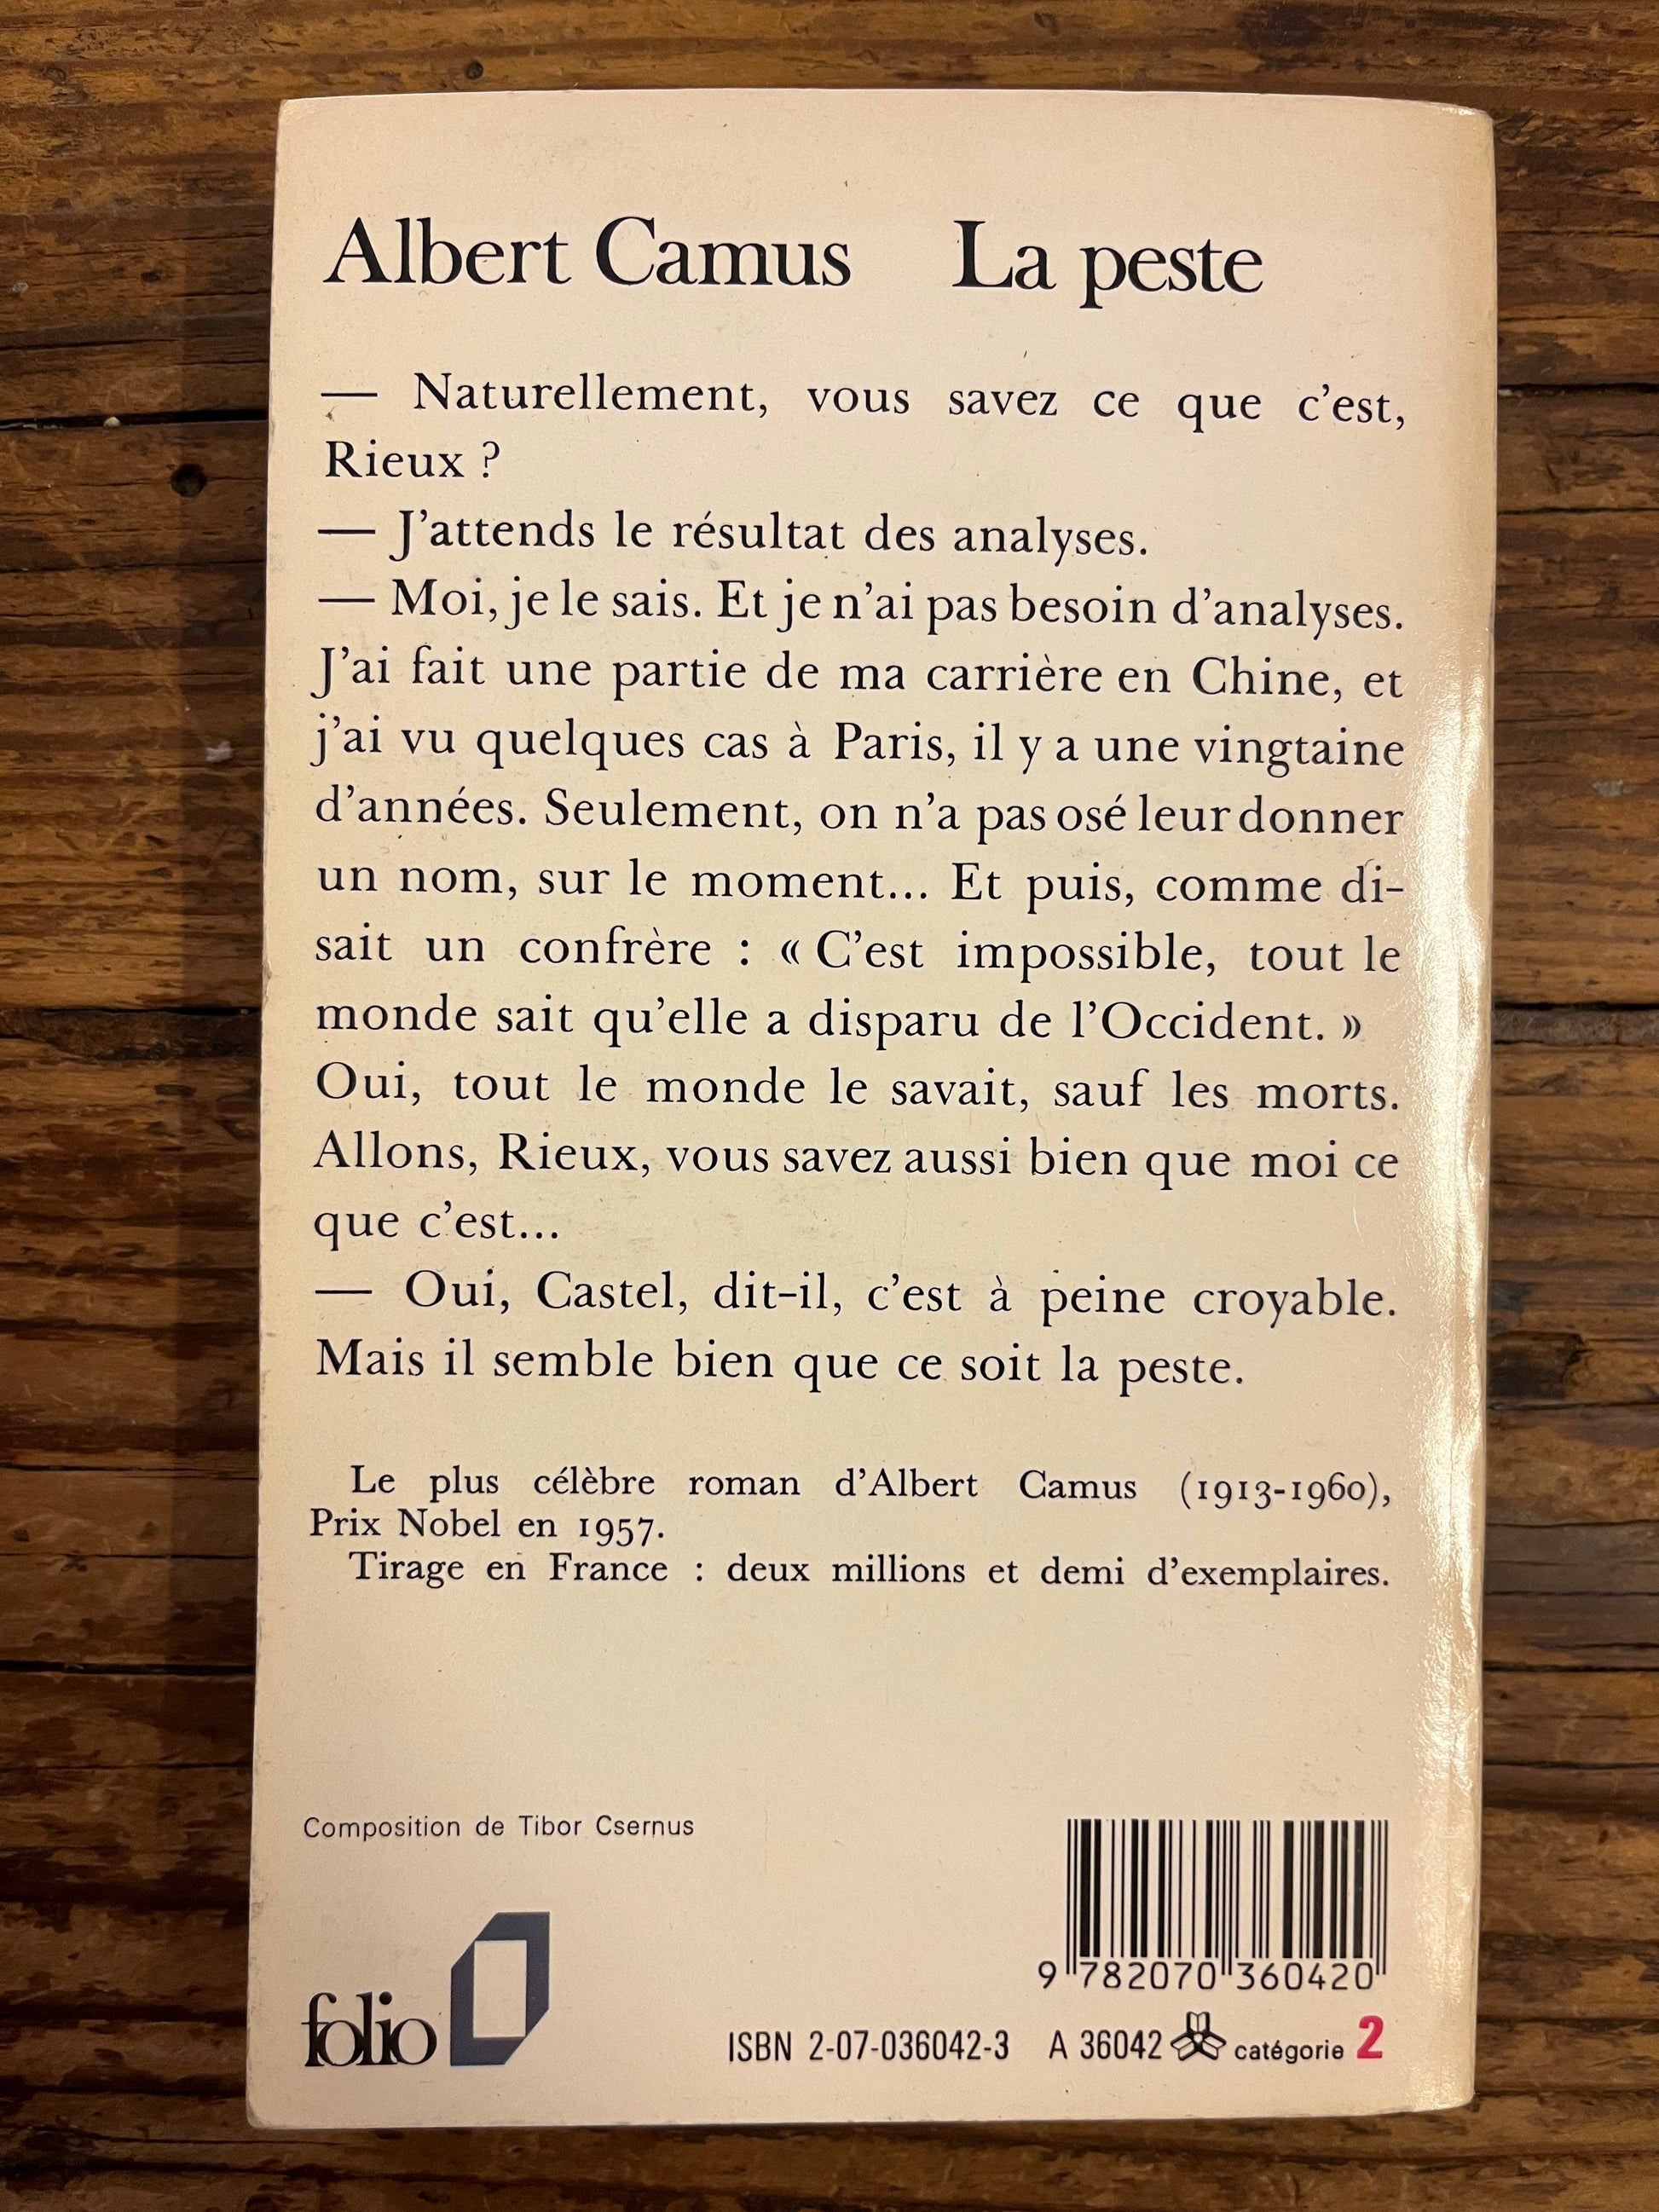 Albert Camus La peste
— Naturellement, vous savez ce que c'est,
Rieux ?
— J'attends le résultat des analyses.
— Moi, je le sais. Et je n'ai pas besoin d'analyses.
J'ai fait une partie de ma carrière en Chine, et
j'ai vu quelques cas à Paris, il y a une vingtaine
d'années. Seulement, on n'a pas osé leur donner
un nom, sur le moment... Et puis, comme di-
sait un confrère : « C'est impossible, tout le
monde sait qu'elle a disparu de l'Occident. »
Oui, tout le monde le savait, sauf les morts.
Allons, Rieux, vous savez aussi bien que moi ce
que c'est...
— Oui, Castel, dit-il, c'est à peine croyable.
Mais il semble bien que ce soit la peste.
Le plus célèbre roman d'Albert Camus (1913-1960),
Prix Nobel en 1957.
Tirage en France : deux millions et demi d'exemplaires.
Composition de Tibor Csernus
9 782070 360420
folio
ISBN 2-07-036042-3 A 36042 catégorie 2